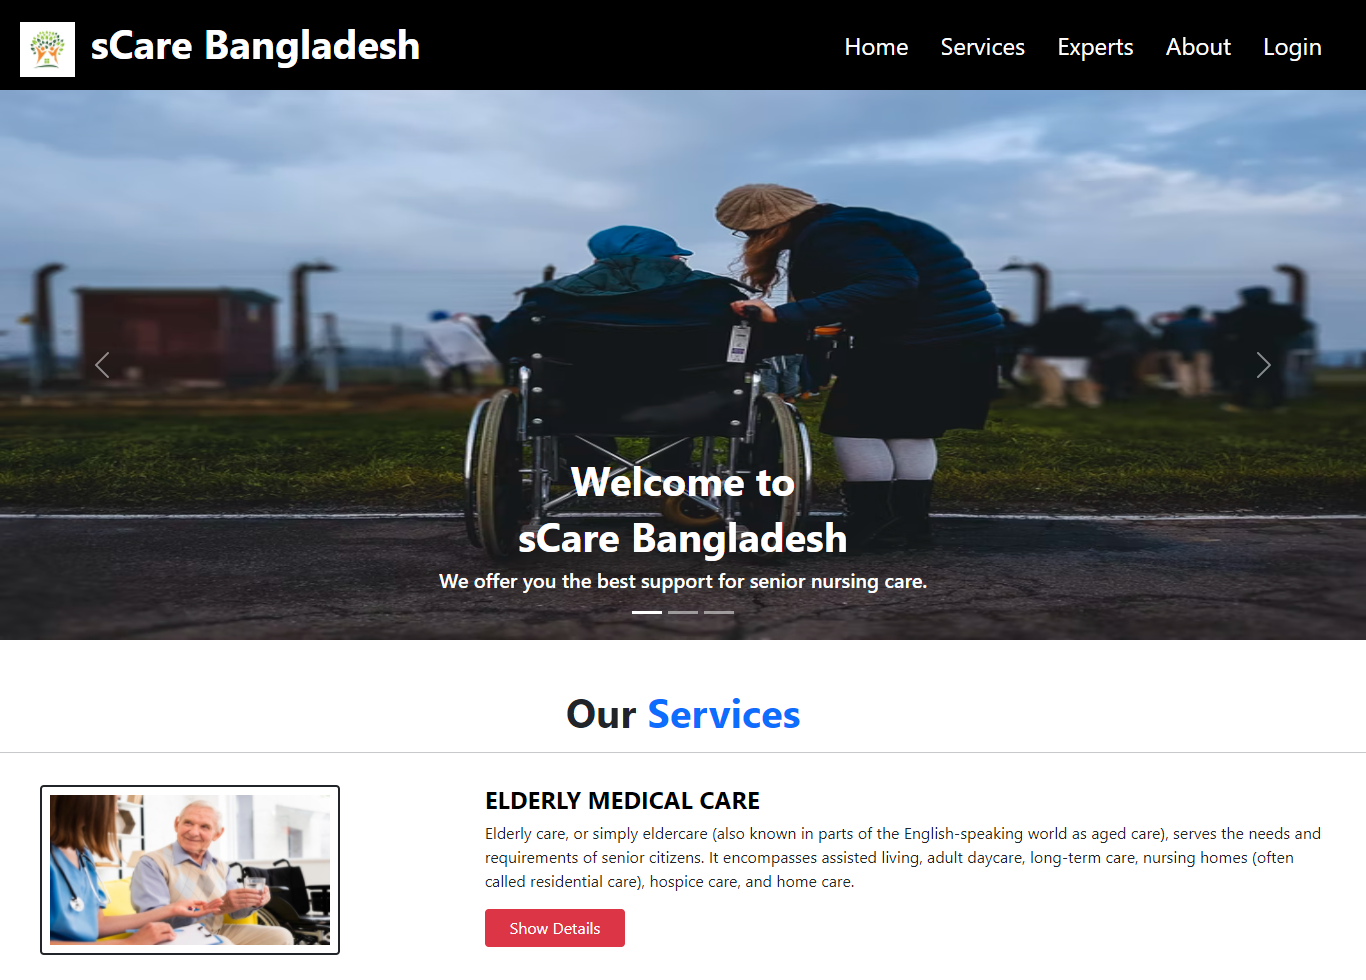 sCare Bangladesh
Home Services Experts About Login
Welcome to
sCare Bangladesh
We offer you the best support for senior nursing care.
Our Services
ELDERLY MEDICAL CARE
Elderly care, or simply eldercare (also known in parts of the English-speaking world as aged care), serves the needs and
requirements of senior citizens. It encompasses assisted living, adult daycare, long-term care, nursing homes (often
called residential care), hospice care, and home care.
Show Details